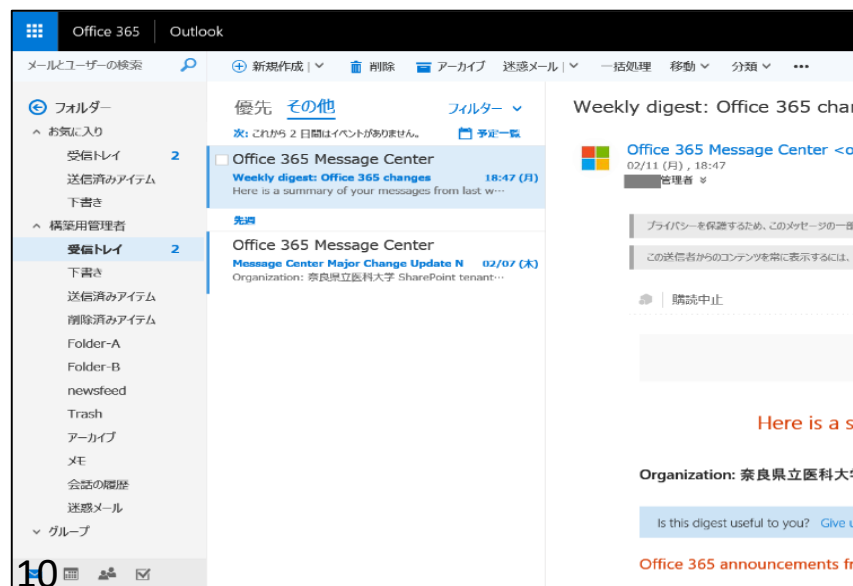 Office 365 Outlook
メールとユーザーの検索
新規作成 | 削除 アーカイブ 迷惑メール | 一括処理 移動 分類 •••
フォルダー
お気に入り
受信トレイ 2
送信済みアイテム
下書き
構築用管理者
受信トレイ 2
下書き
送信済みアイテム
削除済みアイテム
Folder-A
Folder-B
newsfeed
Trash
アーカイブ
メモ
会話の履歴
迷惑メール
グループ
10
優先 その他 フィルター
次: これから 2 日間はイベントがありません。 予定一覧
Office 365 Message Center
Weekly digest: Office 365 changes 18:47 (月)
Here is a summary of your messages from last w…
先週
Office 365 Message Center
Message Center Major Change Update N 02/07 (木)
Organization: 奈良県立医科大学 SharePoint tenant…
Weekly digest: Office 365 char
Office 365 Message Center <o
02/11 (月) , 18:47
管理者
プライバシーを保護するため、このメッセージの一部
この送信者からのコンテンツを常に表示するには、
購読中止
Here is a s
Organization: 奈良県立医科大学
Is this digest useful to you? Give u
Office 365 announcements fr